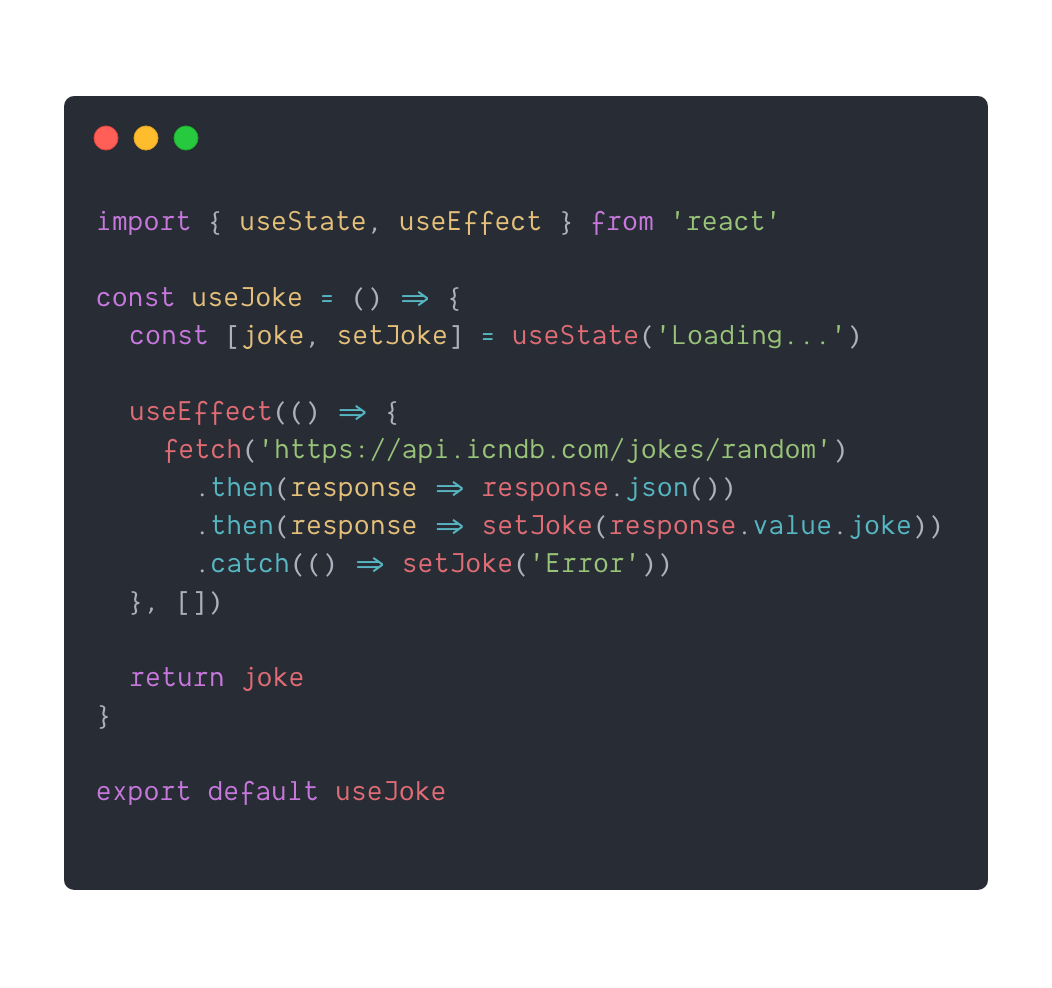 import { useState, useEffect } from 'react'
const useJoke = () => {
  const [joke, setJoke] = useState('Loading...')
  useEffect(() => {
    fetch('https://api.icndb.com/jokes/random')
      .then(response => response.json())
      .then(response => setJoke(response.value.joke))
      .catch(() => setJoke('Error'))
  }, [])
  return joke
}
export default useJoke